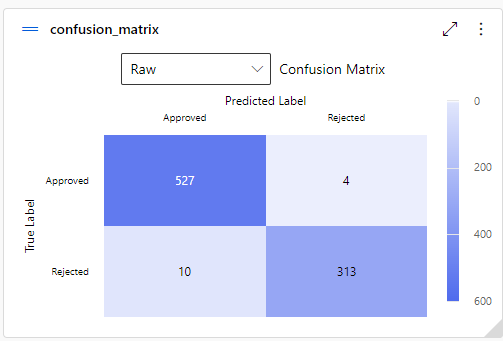 confusion_matrix
Raw
Confusion Matrix
Predicted Label
Approved Rejected
0
200
400
600
True Label
Approved 527 4
Rejected 10 313